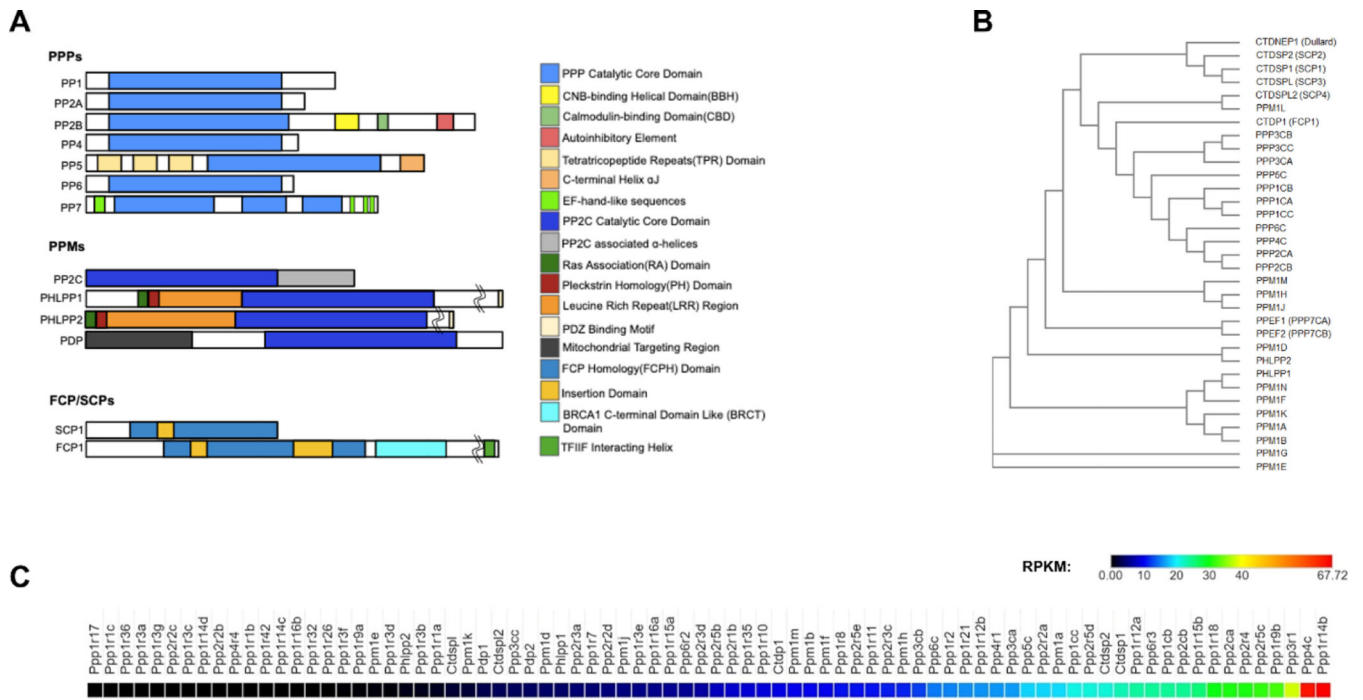 A
PPPs
PP1
PP2A
PP2B
PP4
PP5
PP6
PP7
PPMs
PP2C
PHLPP1
PHLPP2
PDP
FCP/SCPs
SCP1
FCP1
PPP Catalytic Core Domain
CNB-binding Helical Domain(BBH)
Calmodulin-binding Domain(CBD)
Autoinhibitory Element
Tetratricopeptide Repeats(TPR) Domain
C-terminal Helix αJ
EF-hand-like sequences
PP2C Catalytic Core Domain
PP2C associated α-helices
Ras Association(RA) Domain
Pleckstrin Homology(PH) Domain
Leucine Rich Repeat(LRR) Region
PDZ Binding Motif
Mitochondrial Targeting Region
FCP Homology(FCPH) Domain
Insertion Domain
BRCA1 C-terminal Domain Like (BRCT)
Domain
TFIIF Interacting Helix
B
CTDNEP1 (Dullard)
CTDSP2 (SCP2)
CTDSP1 (SCP1)
CTDSPL (SCP3)
CTDSPL2 (SCP4)
PPM1L
CTDP1 (FCP1)
PPP3CB
PPP3CC
PPP3CA
PPP5C
PPP1CB
PPP1CA
PPP1CC
PPP6C
PPP4C
PPP2CA
PPP2CB
PPM1M
PPM1H
PPM1J
PPEF1 (PPP7CA)
PPEF2 (PPP7CB)
PPM1D
PHLPP2
PHLPP1
PPM1N
PPM1F
PPM1K
PPM1A
PPM1B
PPM1G
PPM1E
C
RPKM:
0.00 10 20 30 40 67.72
Ppp1r17
Ppp1r1c
Ppp1r36
Ppp1r3a
Ppp1r3g
Ppp2r2c
Ppp1r3c
Ppp1r14d
Ppp2r2b
Ppp4r4
Ppp1r1b
Ppp1r42
Ppp1r14c
Ppp1r16b
Ppp1r32
Ppp1r26
Ppp1r3f
Ppp1r9a
Ppm1e
Ppp1r3d
Phlpp2
Ppp1r3b
Ppp1r1a
Ctdspl
Ppm1k
Pdp1
Ctdspl2
Ppp3cc
Pdp2
Ppm1d
Phlpp1
Ppp2r3a
Ppp1r7
Ppp2r2d
Ppm1j
Ppp1r3e
Ppp1r16a
Ppp1r15a
Ppp6r2
Ppp2r3d
Ppp2r5b
Ppp2r1b
Ppp1r35
Ppp1r10
Ctdp1
Ppm1m
Ppm1b
Ppm1f
Ppp1r8
Ppp2r5e
Ppp1r11
Ppp2r3c
Ppm1h
Ppp3cb
Ppp6c
Ppp1r2
Ppp1r21
Ppp1r12b
Ppp4r1
Ppp3ca
Ppp5c
Ppp2r2a
Ppm1a
Ppp1cc
Ppp2r5d
Ctdsp2
Ctdsp1
Ppp1r12a
Ppp6r3
Ppp1cb
Ppp2cb
Ppp1r15b
Ppp1r18
Ppp2ca
Ppp2r4
Ppp2r5c
Ppp1r9b
Ppp3r1
Ppp4c
Ppp1r14b